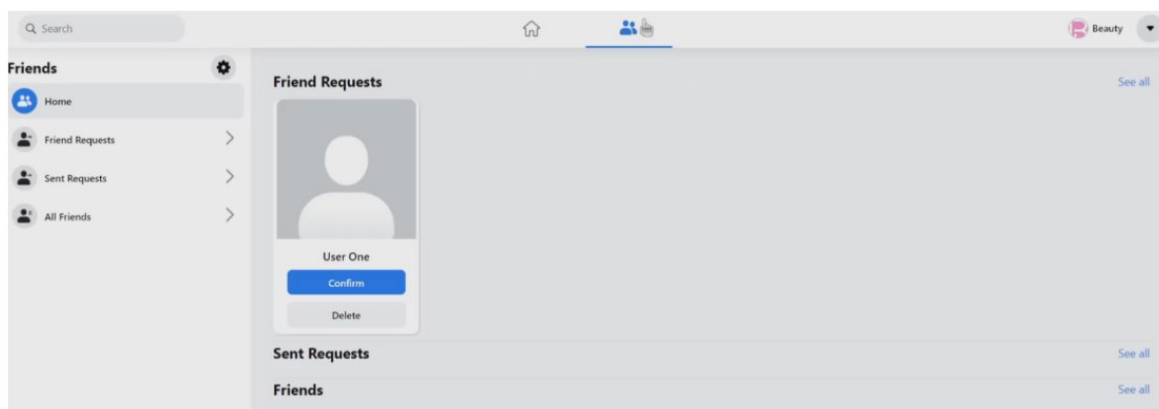 Search
Beauty
Friends
Home
Friend Requests
Sent Requests
All Friends
Friend Requests
See all
User One
Confirm
Delete
Sent Requests
See all
Friends
See all